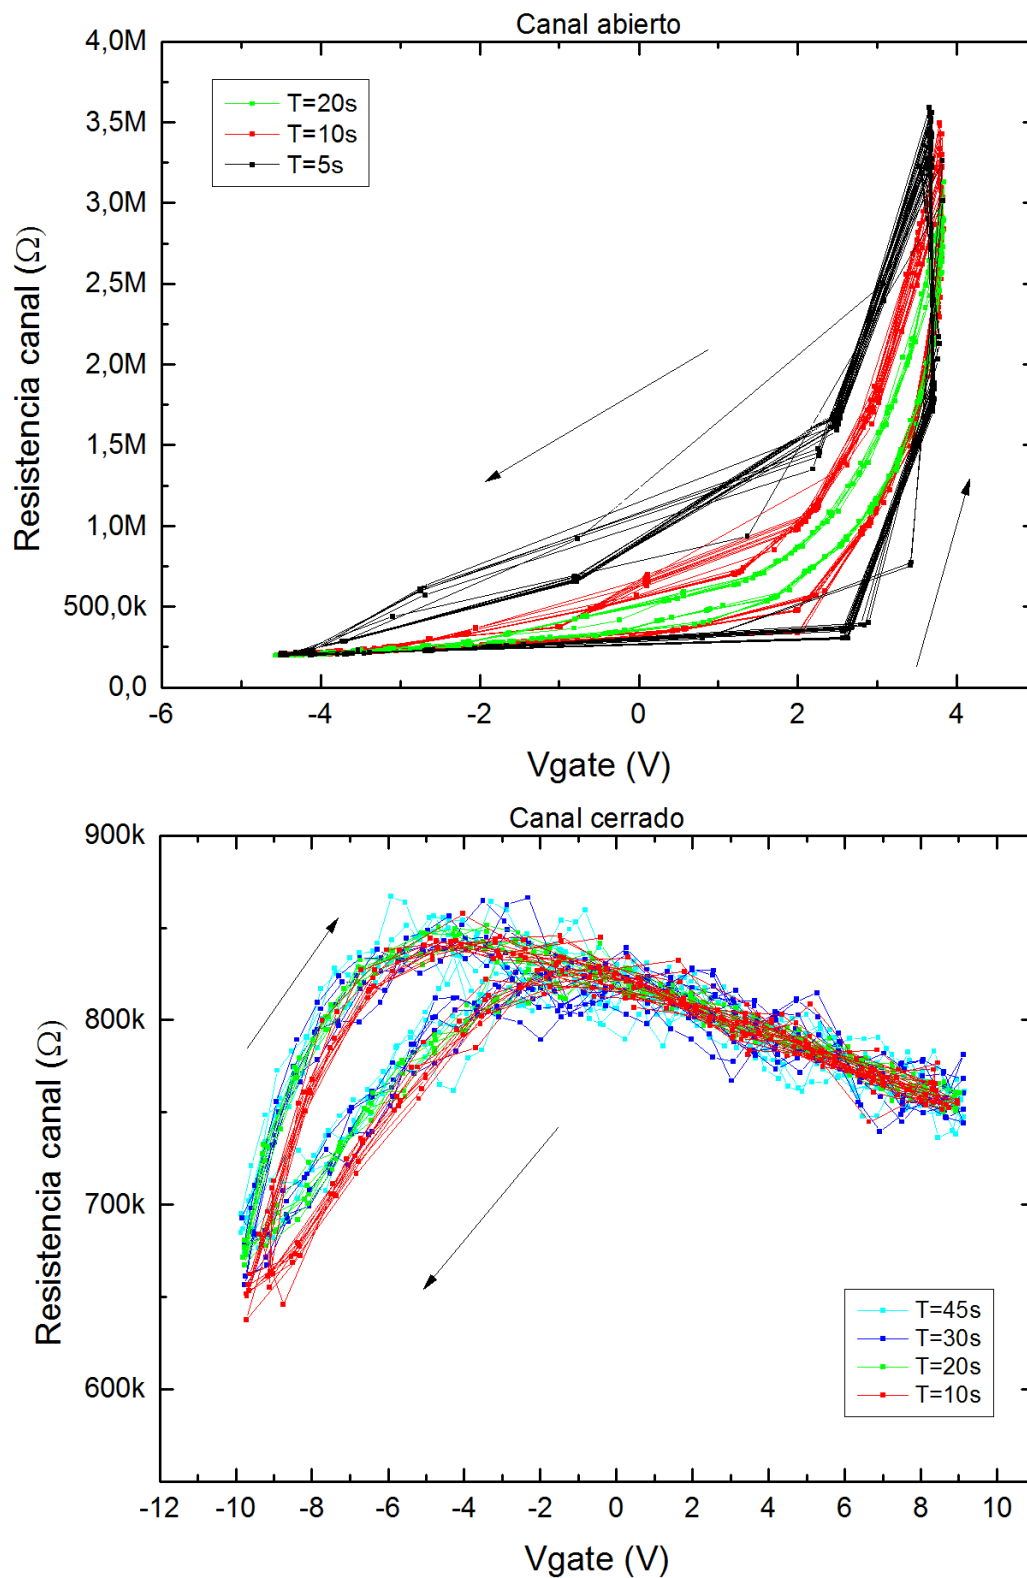 Canal abierto
4,0M
3,5M
3,0M
2,5M
2,0M
1,5M
1,0M
500,0k
0,0
Resistencia canal (Ω)
T=20s
T=10s
T=5s
-6 -4 -2 0 2 4
Vgate (V)
Canal cerrado
900k
800k
700k
600k
Resistencia canal (Ω)
T=45s
T=30s
T=20s
T=10s
-12 -10 -8 -6 -4 -2 0 2 4 6 8 10
Vgate (V)